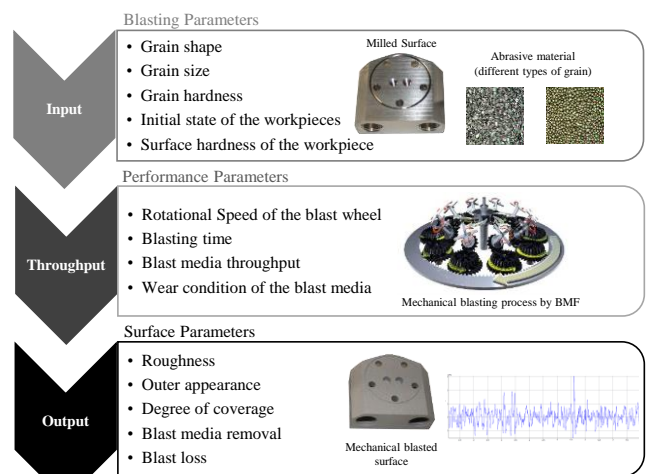 Blasting Parameters
Input
• Grain shape
• Grain size
• Grain hardness
• Initial state of the workpieces
• Surface hardness of the workpiece
Milled Surface
Abrasive material
(different types of grain)
Performance Parameters
Throughput
• Rotational Speed of the blast wheel
• Blasting time
• Blast media throughput
• Wear condition of the blast media
Mechanical blasting process by BMF
Surface Parameters
Output
• Roughness
• Outer appearance
• Degree of coverage
• Blast media removal
• Blast loss
Mechanical blasted
surface